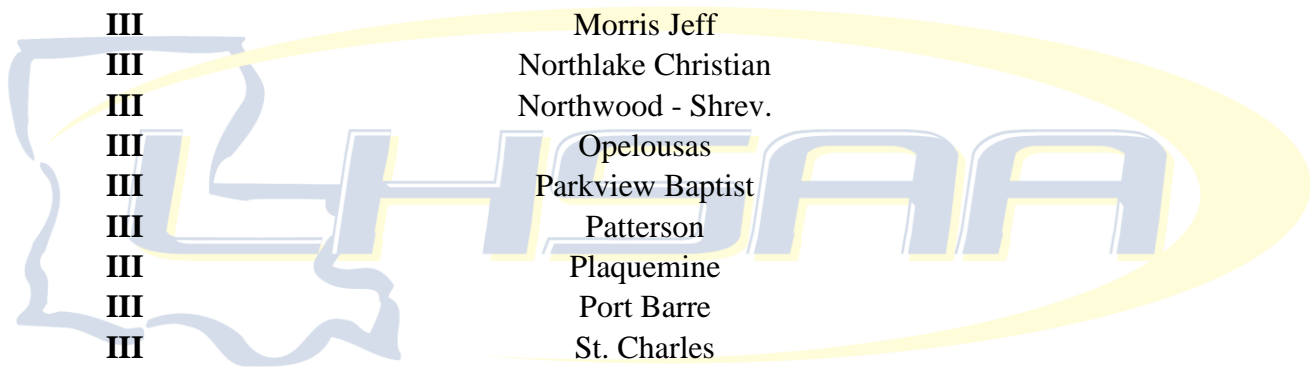 III Morris Jeff
III Northlake Christian
III Northwood - Shrev.
III Opelousas
III Parkview Baptist
III Patterson
III Plaquemine
III Port Barre
III St. Charles
LHSAA